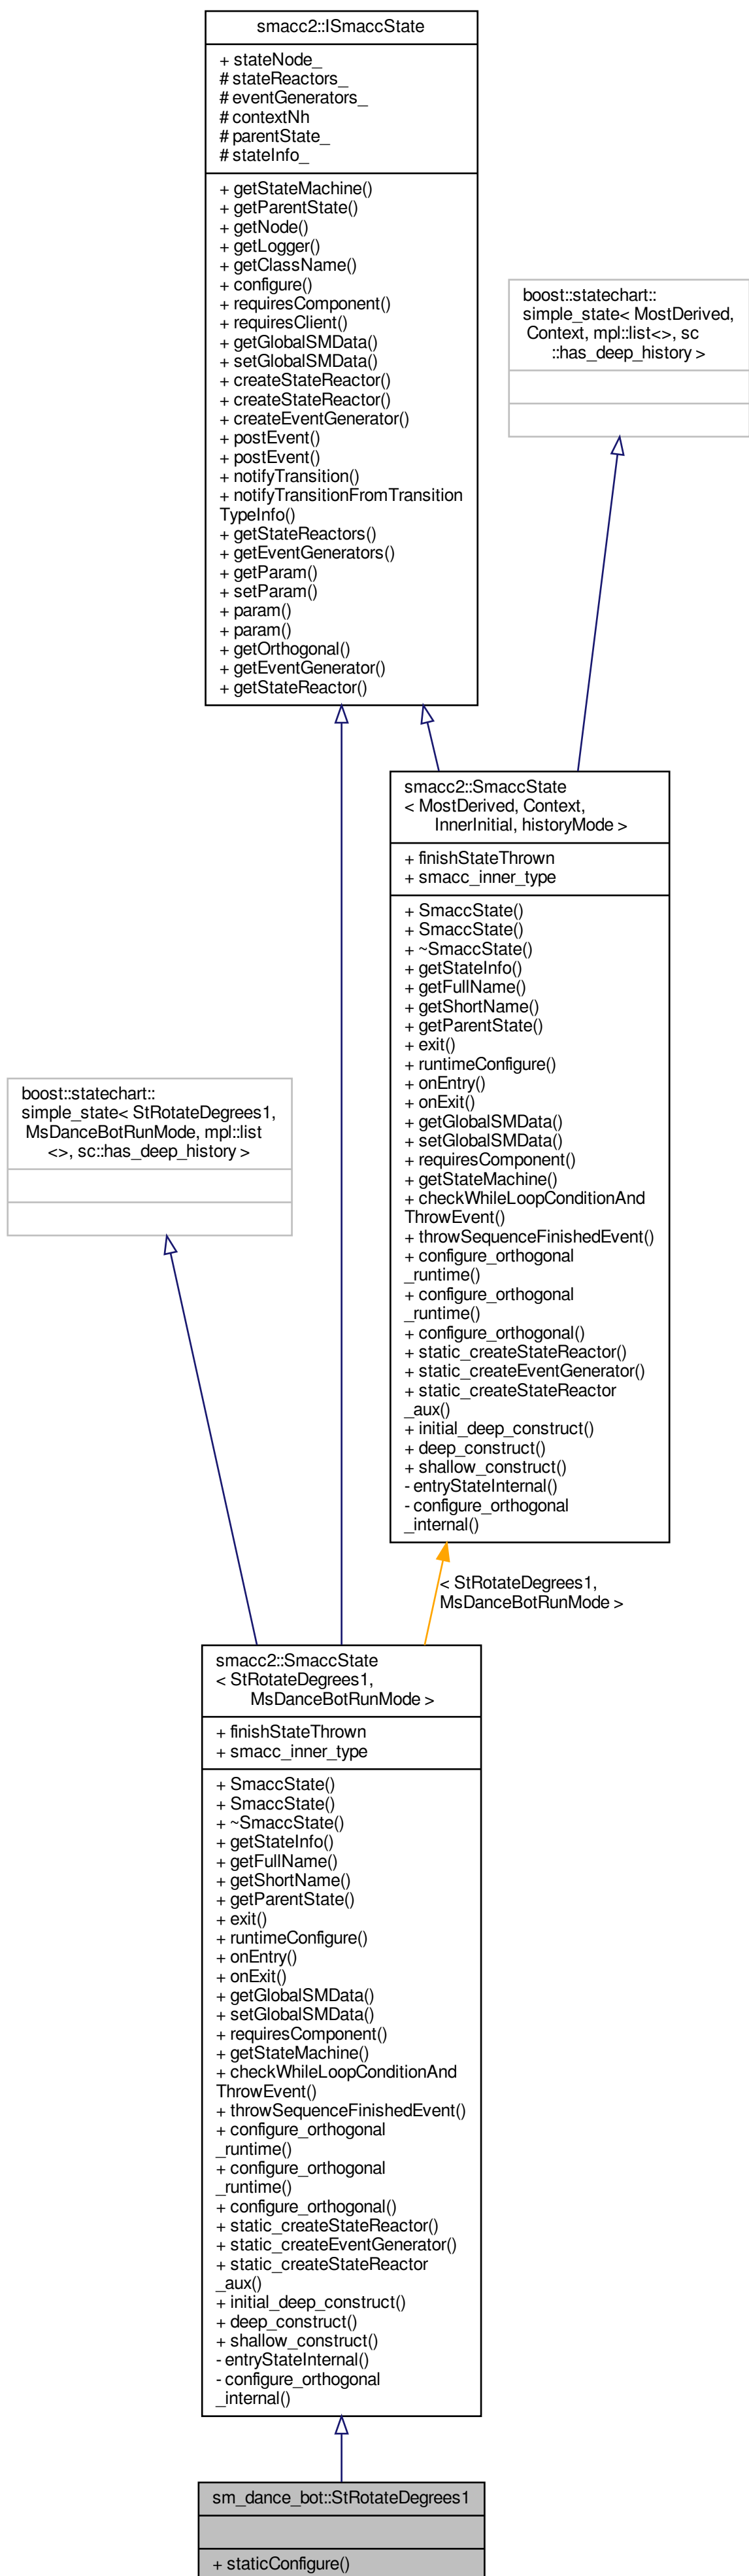 smacc2::ISmaccState
+ stateNode_
# stateReactors_
# eventGenerators_
# contextNh
# parentState_
# stateInfo_
+ getStateMachine()
+ getParentState()
+ getNode()
+ getLogger()
+ getClassName()
+ configure()
+ requiresComponent()
+ requiresClient()
+ getGlobalSMData()
+ setGlobalSMData()
+ createStateReactor()
+ createStateReactor()
+ createEventGenerator()
+ postEvent()
+ postEvent()
+ notifyTransition()
+ notifyTransitionFromTransition
TypeInfo()
+ getStateReactors()
+ getEventGenerators()
+ getParam()
+ setParam()
+ param()
+ param()
+ getOrthogonal()
+ getEventGenerator()
+ getStateReactor()
boost::statechart::
simple_state< MostDerived,
Context, mpl::list<>, sc
::has_deep_history >
smacc2::SmaccState
< MostDerived, Context,
InnerInitial, historyMode >
+ finishStateThrown
+ smacc_inner_type
+ SmaccState()
+ SmaccState()
+ ~SmaccState()
+ getStateInfo()
+ getFullName()
+ getShortName()
+ getParentState()
+ exit()
+ runtimeConfigure()
+ onEntry()
+ onExit()
+ getGlobalSMData()
+ setGlobalSMData()
+ requiresComponent()
+ getStateMachine()
+ checkWhileLoopConditionAnd
ThrowEvent()
+ throwSequenceFinishedEvent()
+ configure_orthogonal
_runtime()
+ configure_orthogonal
_runtime()
+ configure_orthogonal()
+ static_createStateReactor()
+ static_createEventGenerator()
+ static_createStateReactor
_aux()
+ initial_deep_construct()
+ deep_construct()
+ shallow_construct()
- entryStateInternal()
- configure_orthogonal
_internal()
boost::statechart::
simple_state< StRotateDegrees1,
MsDanceBotRunMode, mpl::list
<>, sc::has_deep_history >
< StRotateDegrees1,
MsDanceBotRunMode >
smacc2::SmaccState
< StRotateDegrees1,
MsDanceBotRunMode >
+ finishStateThrown
+ smacc_inner_type
+ SmaccState()
+ SmaccState()
+ ~SmaccState()
+ getStateInfo()
+ getFullName()
+ getShortName()
+ getParentState()
+ exit()
+ runtimeConfigure()
+ onEntry()
+ onExit()
+ getGlobalSMData()
+ setGlobalSMData()
+ requiresComponent()
+ getStateMachine()
+ checkWhileLoopConditionAnd
ThrowEvent()
+ throwSequenceFinishedEvent()
+ configure_orthogonal
_runtime()
+ configure_orthogonal
_runtime()
+ configure_orthogonal()
+ static_createStateReactor()
+ static_createEventGenerator()
+ static_createStateReactor
_aux()
+ initial_deep_construct()
+ deep_construct()
+ shallow_construct()
- entryStateInternal()
- configure_orthogonal
_internal()
sm_dance_bot::StRotateDegrees1
+ staticConfigure()